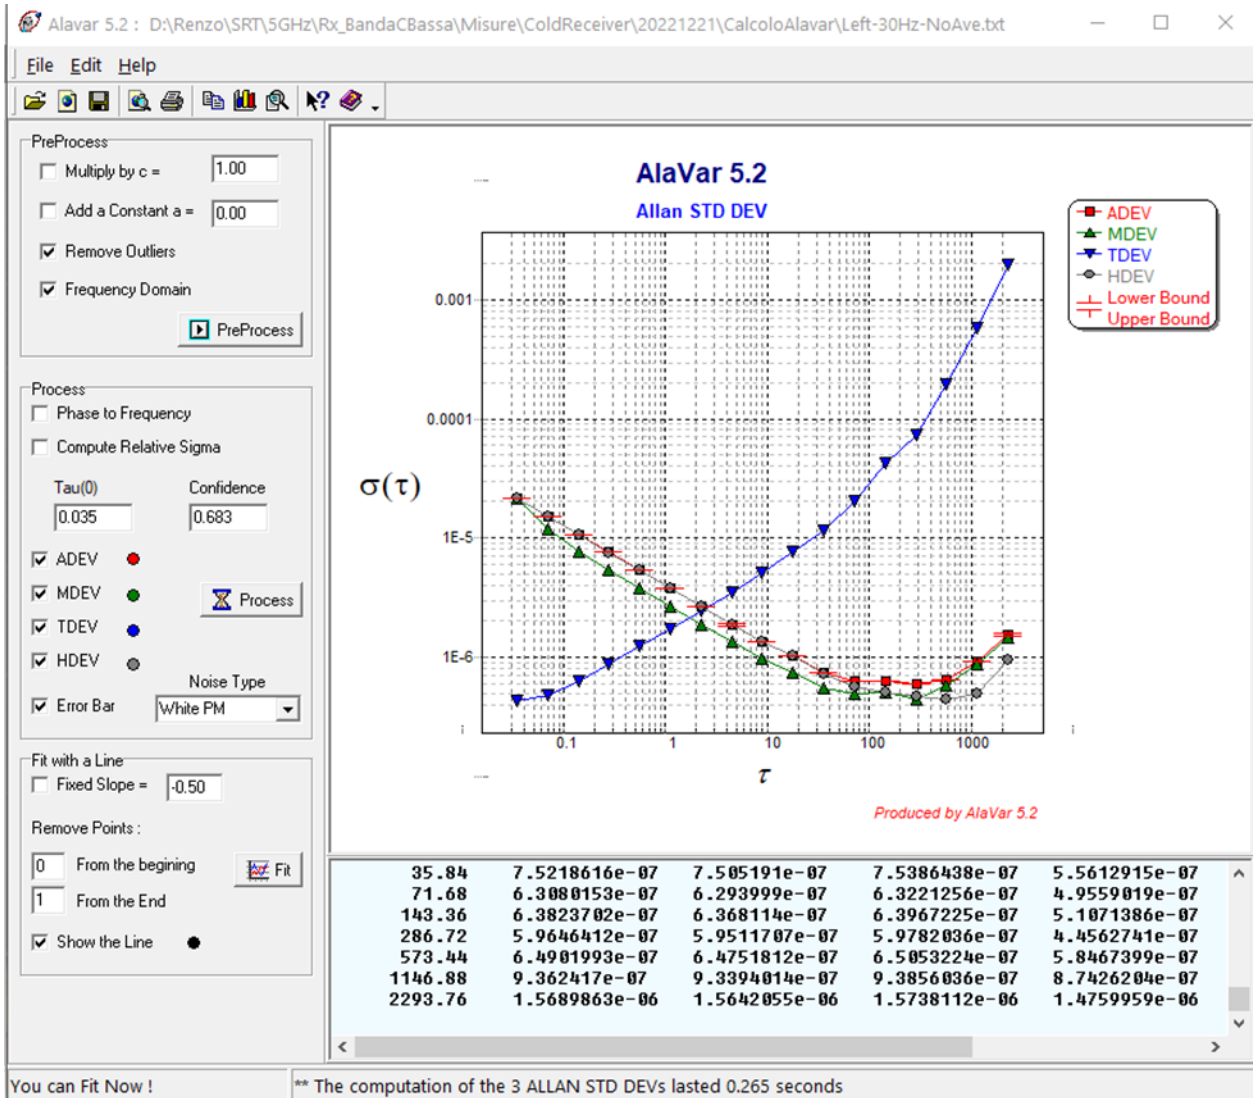 Alavar 5.2 : D:\Renzo\SRT\5GHz\Rx_BandaCBassa\Misure\ColdReceiver\20221221\CalcoloAlavar\Left-30Hz-NoAve.txt
File Edit Help
PreProcess
Multiply by c = 1.00
Add a Constant a = 0.00
Remove Outliers
Frequency Domain
PreProcess
Process
Phase to Frequency
Compute Relative Sigma
Tau(0) Confidence
0.035 0.683
ADEV
MDEV
Process
TDEV
HDEV
Noise Type
Error Bar White PM
Fit with a Line
Fixed Slope = -0.50
Remove Points :
0 From the begining
Fit
1 From the End
Show the Line
AlaVar 5.2
Allan STD DEV
ADEV
MDEV
TDEV
HDEV
Lower Bound
Upper Bound
0.001
0.0001
σ(τ)
1E-5
1E-6
0.1 1 10 100 1000
τ
Produced by AlaVar 5.2
35.84 7.5218616e-07 7.505191e-07 7.5386438e-07 5.5612915e-07
71.68 6.3080153e-07 6.293999e-07 6.3221256e-07 4.9559019e-07
143.36 6.3823702e-07 6.368114e-07 6.3967225e-07 5.1071386e-07
286.72 5.9646412e-07 5.9511707e-07 5.9782036e-07 4.4562741e-07
573.44 6.4901993e-07 6.4751812e-07 6.5053224e-07 5.8467399e-07
1146.88 9.362417e-07 9.3394014e-07 9.3856036e-07 8.7426204e-07
2293.76 1.5689863e-06 1.5642055e-06 1.5738112e-06 1.4759959e-06
You can Fit Now ! ** The computation of the 3 ALLAN STD DEVs lasted 0.265 seconds